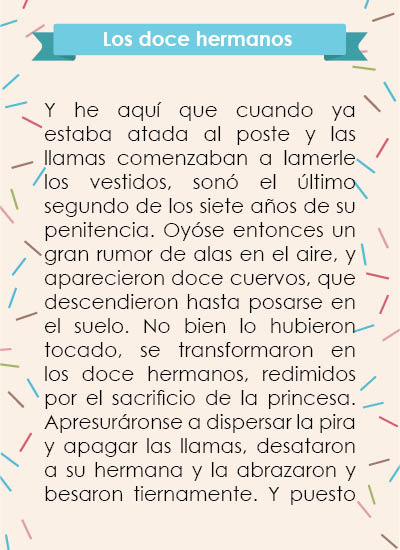 Los doce hermanos
Y he aquí que cuando ya
estaba atada al poste y las
llamas comenzaban a lamerle
los vestidos, sonó el último
segundo de los siete años de su
penitencia. Oyóse entonces un
gran rumor de alas en el aire, y
aparecieron doce cuervos, que
descendieron hasta posarse en
el suelo. No bien lo hubieron
tocado, se transformaron en
los doce hermanos, redimidos
por el sacrificio de la princesa.
Apresuráronse a dispersar la pira
y apagar las llamas, desataron
a su hermana y la abrazaron y
besaron tiernamente. Y puesto